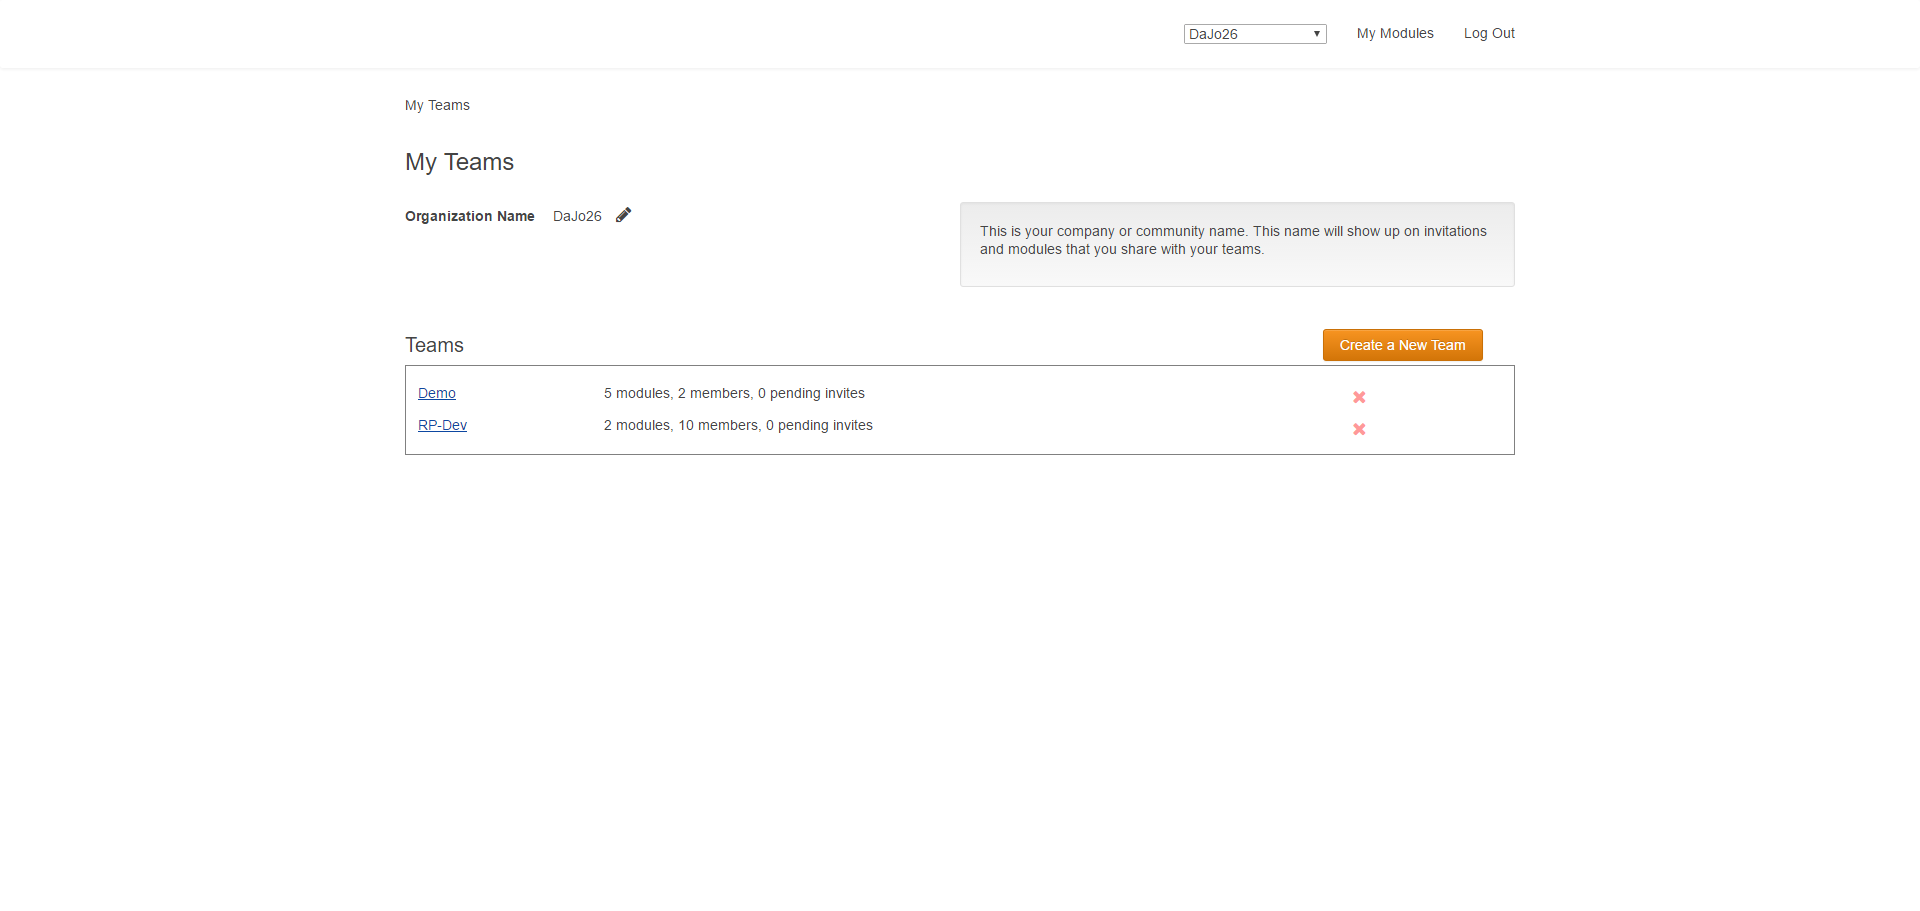 DaJo26 My Modules Log Out
My Teams
My Teams
Organization Name DaJo26
This is your company or community name. This name will show up on invitations
and modules that you share with your teams.
Teams
Create a New Team
Demo 5 modules, 2 members, 0 pending invites
RP-Dev 2 modules, 10 members, 0 pending invites